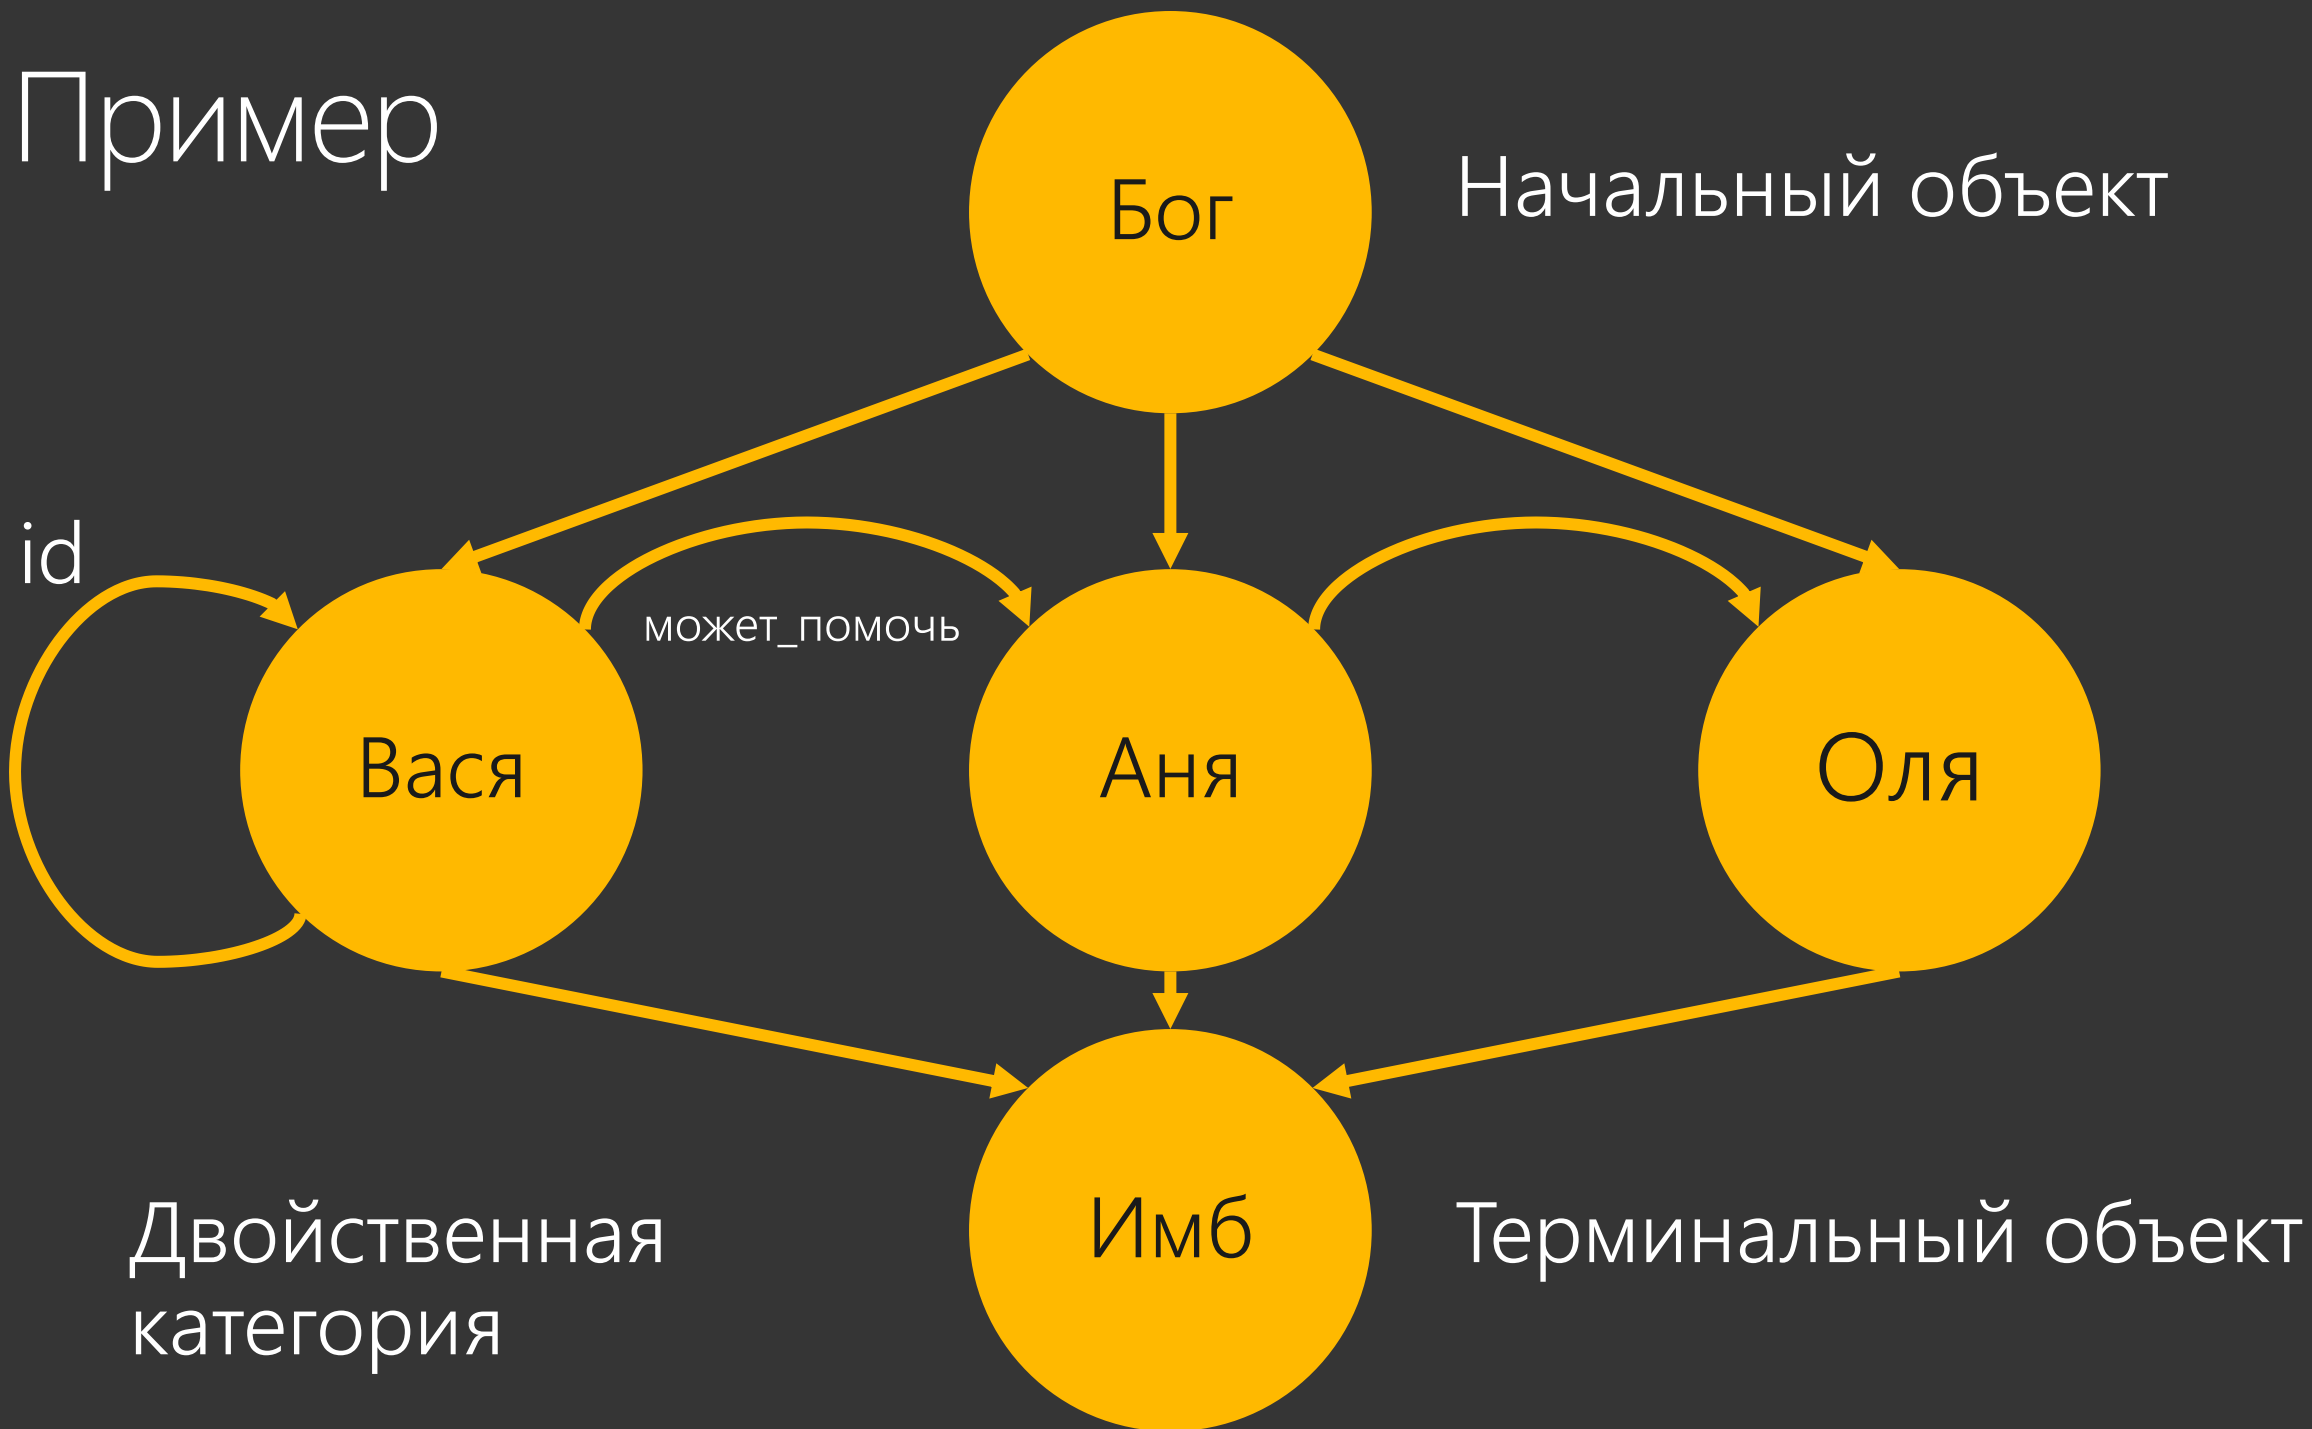 Пример
Бог
Начальный объект
id
может_помочь
Вася
Аня
Оля
Имб
Двойственная
категория
Терминальный объект